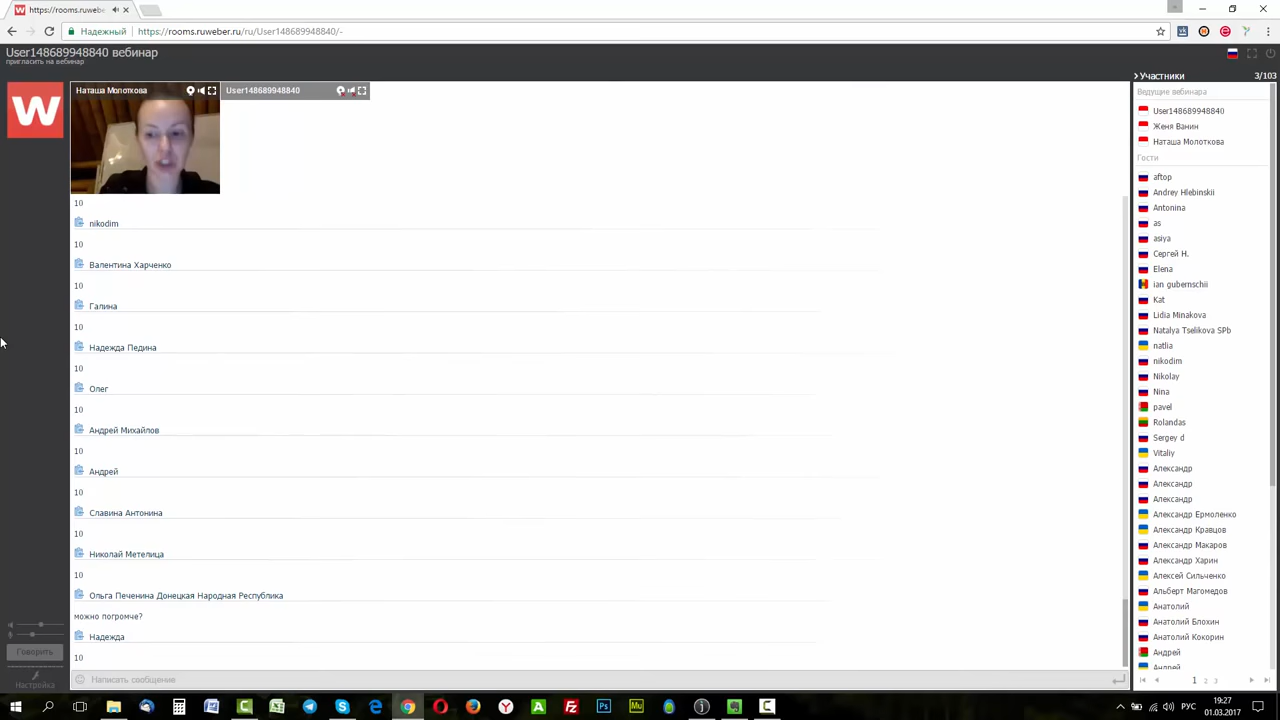 https://rooms.ruweber.ru
Надежный
https://rooms.ruweber.ru/ru/User148689948840/-
User148689948840 вебинар
пригласить на вебинар
W
Наташа Молоткова
User148689948840
10
nikodim
10
Валентина Харченко
10
Галина
10
Надежда Педина
10
Олег
10
Андрей Михайлов
10
Андрей
10
Славина Антонина
10
Николай Метелица
10
Ольга Печенина Донецкая Народная Республика
можно погромче?
Надежда
10
Написать сообщение
Говорить
Настройка
Участники 3/103
Ведущие вебинара
User148689948840
Женя Ванин
Наташа Молоткова
Гости
aftop
Andrey Hlebinskii
Antonina
as
asiya
Сергей Н.
Elena
ian gubernschii
Kat
Lidia Minakova
Natalya Tselikova SPb
natlia
nikodim
Nikolay
Nina
pavel
Rolandas
Sergey d
Vitaliy
Александр
Александр
Александр
Александр Ермоленко
Александр Кравцов
Александр Макаров
Александр Харин
Алексей Сильченко
Альберт Магомедов
Анатолий
Анатолий Блохин
Анатолий Кокорин
Андрей
Андрей
1 2 3
РУС
19:27
01.03.2017